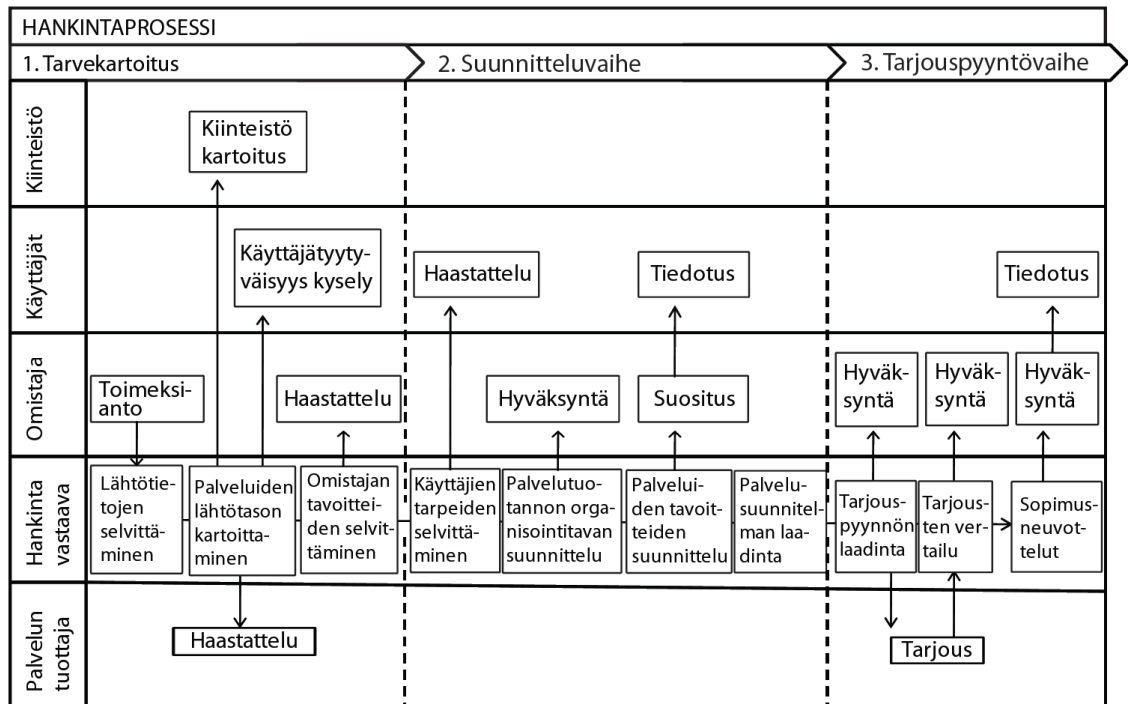 HANKINTAPROSESSI
1. Tarvekartoitus
2. Suunnitteluvaihe
3. Tarjouspyyntövaihe
Kiinteistö
Kiinteistö
kartoitus
Käyttäjät
Käyttäjätyyty-
väisyys kysely
Haastattelu
Tiedotus
Tiedotus
Omistaja
Toimeksi-
anto
Haastattelu
Hyväksyntä
Suositus
Hyväk-
syntä
Hyväk-
syntä
Hyväk-
syntä
Hankinta
vastaava
Lähtötie-
tojen
selvittä-
minen
Palveluiden
lähtötason
kartoitta-
minen
Omistajan
tavoittei-
den selvit-
täminen
Käyttäjien
tarpeiden
selvittä-
minen
Palvelutuo-
tannon orga-
nisointitavan
suunnittelu
Palvelui-
den tavoit-
teiden
suunnittelu
Palvelu-
suunnitel-
man laa-
dinta
Tarjous-
pyynnön
laadinta
Tarjous-
ten ver-
tailu
Sopimus-
neuvot-
telut
Palvelun
tuottaja
Haastattelu
Tarjous